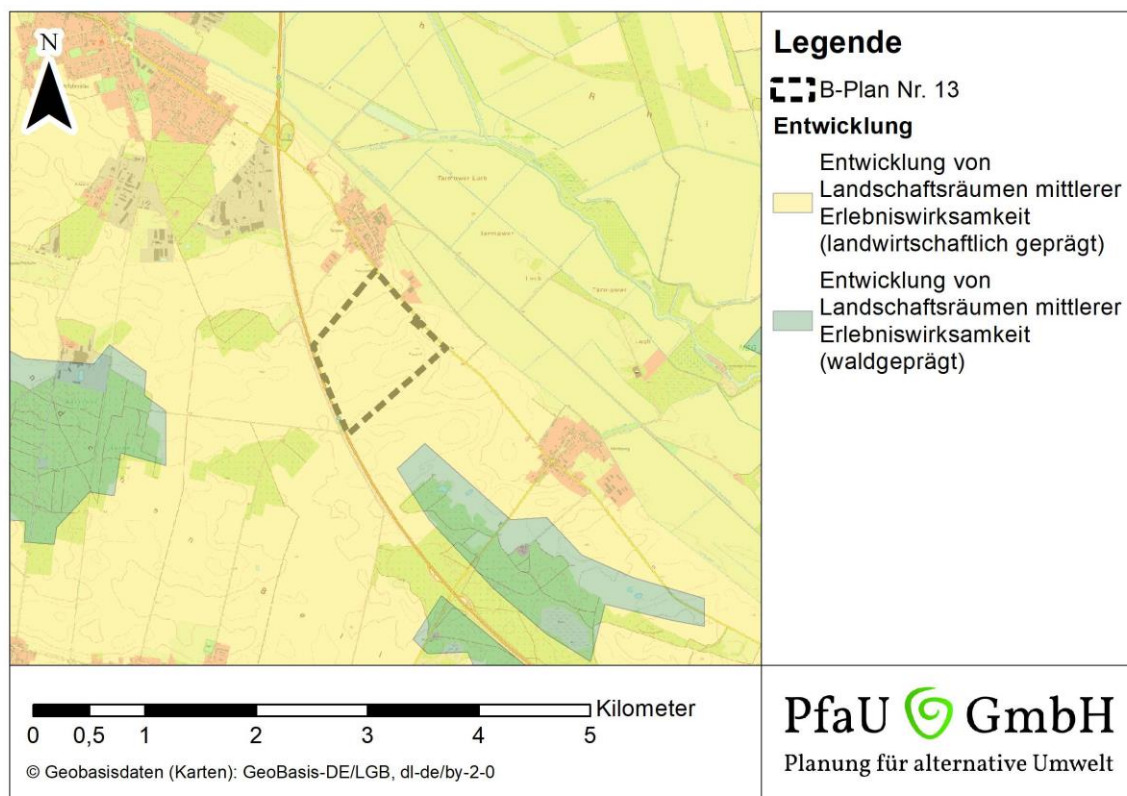 N
Legende
B-Plan Nr. 13
Entwicklung
Entwicklung von
Landschaftsräumen mittlerer
Erlebniswirksamkeit
(landwirtschaftlich geprägt)
Entwicklung von
Landschaftsräumen mittlerer
Erlebniswirksamkeit
(waldgeprägt)
Kilometer
0 0,5 1 2 3 4 5
© Geobasisdaten (Karten): GeoBasis-DE/LGB, dl-de/by-2-0
PfaU GmbH
Planung für alternative Umwelt